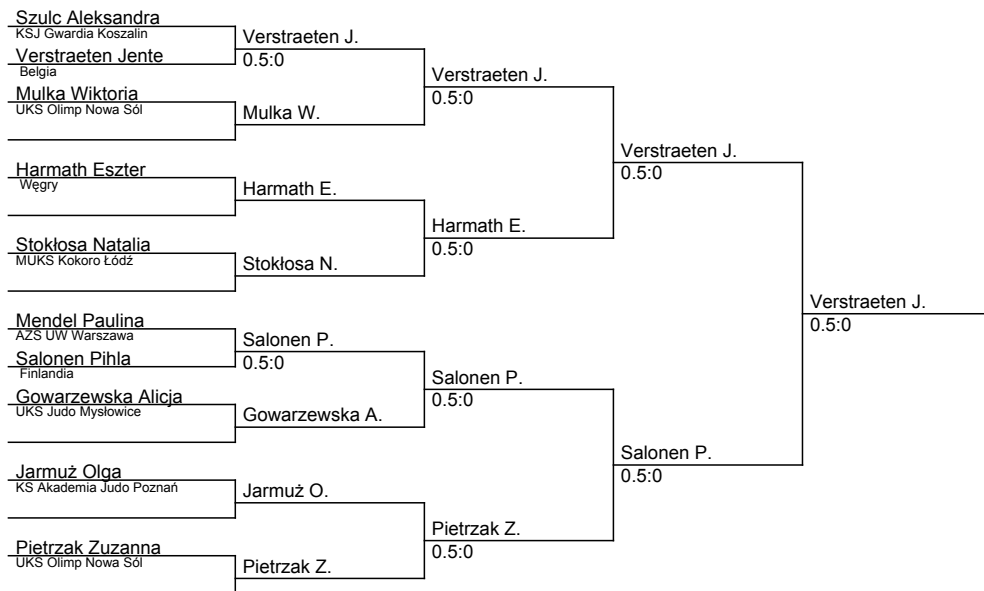 Szulc Aleksandra
KSJ Gwardia Koszalin
Verstraeten Jente
Belgia
Mulka Wiktoria
UKS Olimp Nowa Sól
Harmath Eszter
Węgry
Stokłosa Natalia
MUKS Kokoro Łódź
Mendel Paulina
AZS UW Warszawa
Salonen Pihla
Finlandia
Gowarzewska Alicja
UKS Judo Mysłowice
Jarmuż Olga
KS Akademia Judo Poznań
Pietrzak Zuzanna
UKS Olimp Nowa Sól
Verstraeten J.
0.5:0
Mulka W.
Harmath E.
Stokłosa N.
Salonen P.
0.5:0
Gowarzewska A.
Jarmuż O.
Pietrzak Z.
Verstraeten J.
0.5:0
Harmath E.
0.5:0
Salonen P.
0.5:0
Pietrzak Z.
0.5:0
Verstraeten J.
0.5:0
Salonen P.
0.5:0
Verstraeten J.
0.5:0